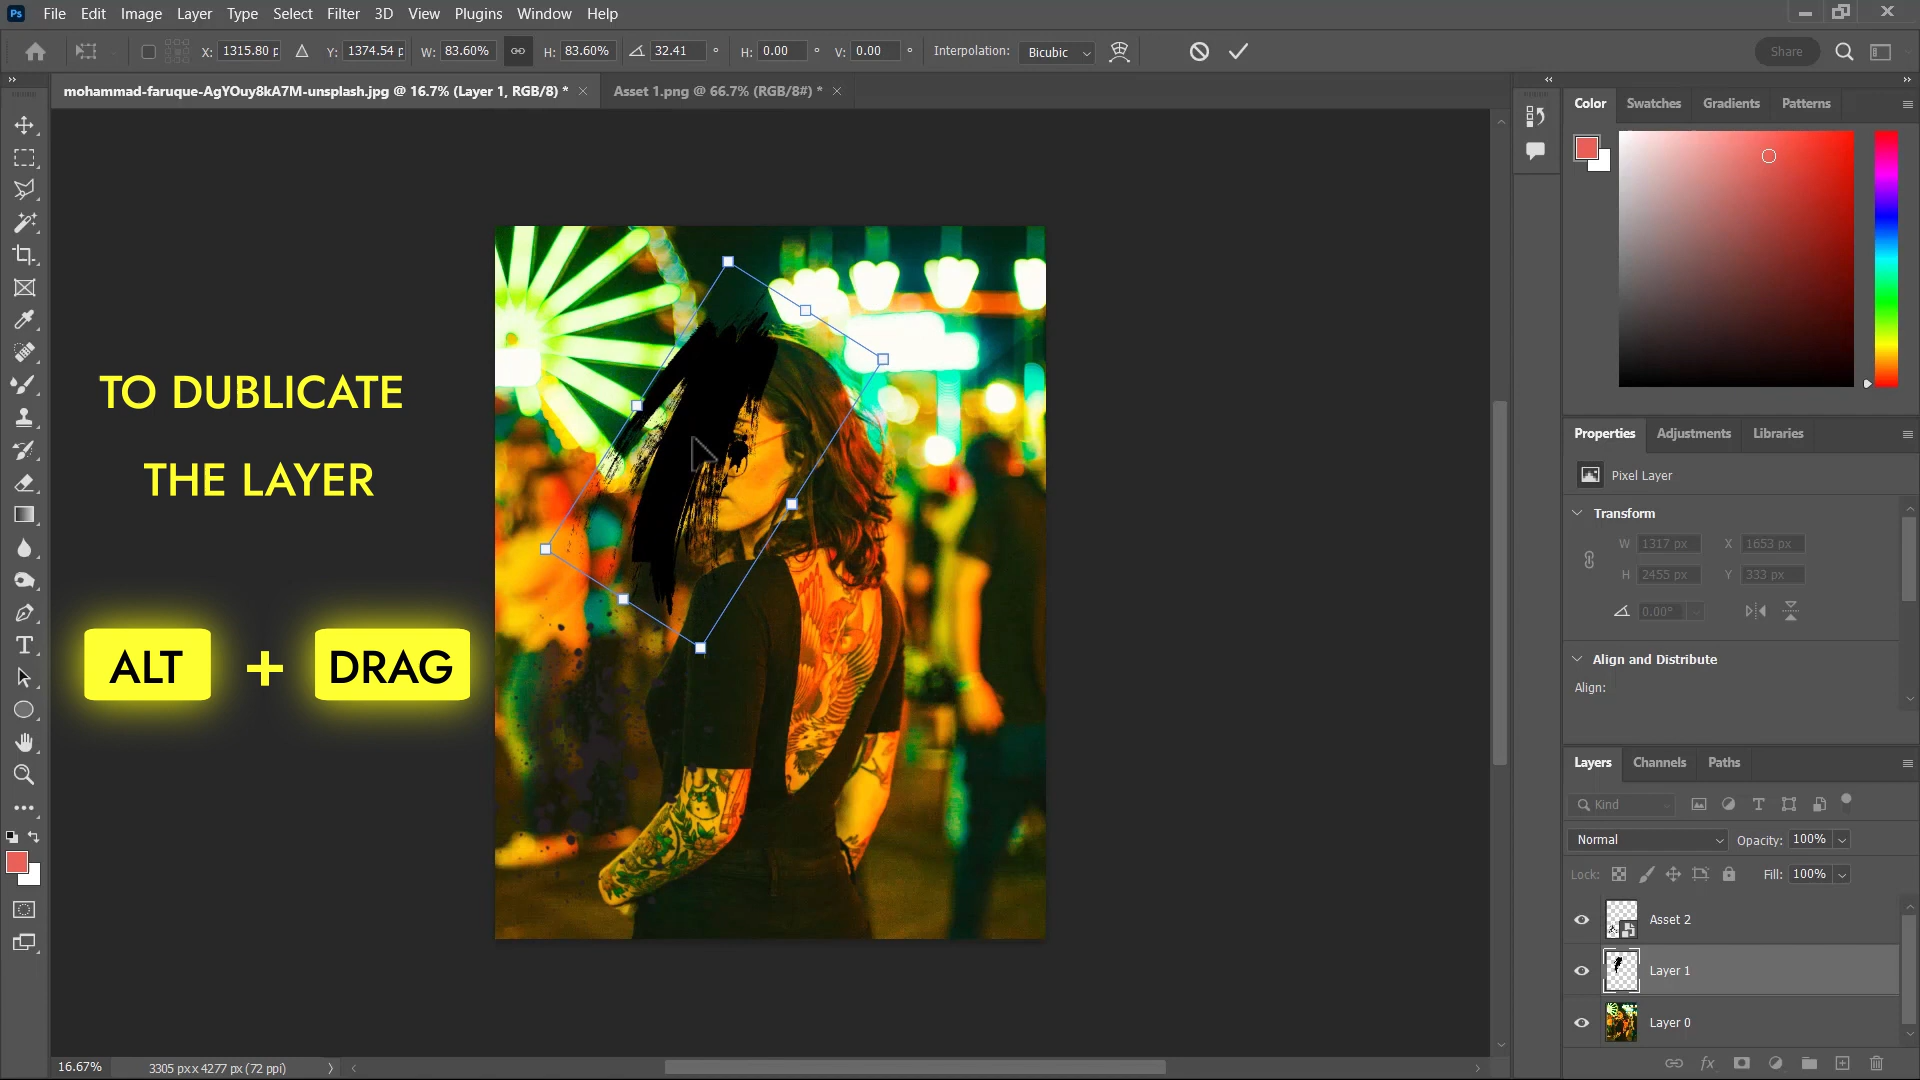 Ps File Edit Image Layer Type Select Filter 3D View Plugins Window Help
X: 1315.80 p Y: 1374.54 p W: 83.60% H: 83.60% 32.41 ° H: 0.00 ° V: 0.00 ° Interpolation: Bicubic Share
mohammad-faruque-AgYOuy8kA7M-unsplash.jpg @ 16.7% (Layer 1, RGB/8) * Asset 1.png @ 66.7% (RGB/8#) *
Color Swatches Gradients Patterns
TO DUBLICATE
THE LAYER
ALT + DRAG
Properties Adjustments Libraries
Pixel Layer
Transform
W 1317 px X 1653 px
H 2455 px Y 333 px
0.00°
Align and Distribute
Align:
Layers Channels Paths
Kind
Normal Opacity: 100%
Lock: Fill: 100%
Asset 2
Layer 1
Layer 0
fx
16.67% 3305 px x 4277 px (72 ppi)